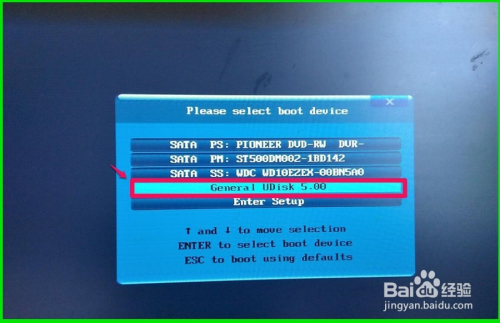 Please select boot device
SATA PS: PIONEER DVD-RW DVR-
SATA PM: ST500DM002-1BD142
SATA SS: WDC WD10EZEX-00BN5A0
General UDisk 5.00
Enter Setup
↑ and ↓ to move selection
ENTER to select boot device
ESC to boot using defaults
Baidu 经验
jingyan.baidu.com